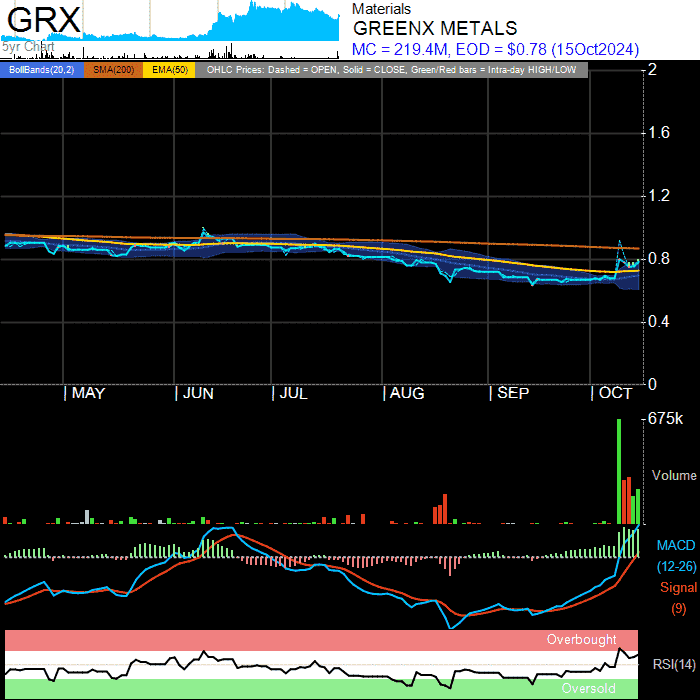 GRX
5yr Chart
Materials
GREENX METALS
MC = 219.4M, EOD = $0.78 (15Oct2024)
BollBands(20,2) SMA(200) EMA(50) OHLC Prices: Dashed = OPEN, Solid = CLOSE, Green/Red bars = Intra-day HIGH/LOW
2
1.6
1.2
0.8
0.4
0
MAY JUN JUL AUG SEP OCT
675k
Volume
MACD
(12-26)
Signal
(9)
Overbought
RSI(14)
Oversold